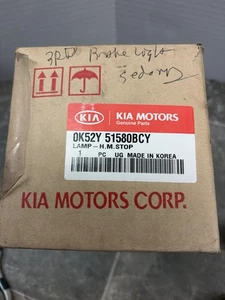 3RD Brake Light
Sedona
KIA KIA MOTORS
Genuine Parts
0K52Y 51580BCY
LAMP-H.M.STOP
1 PC UG MADE IN KOREA
KIA MOTORS CORP.